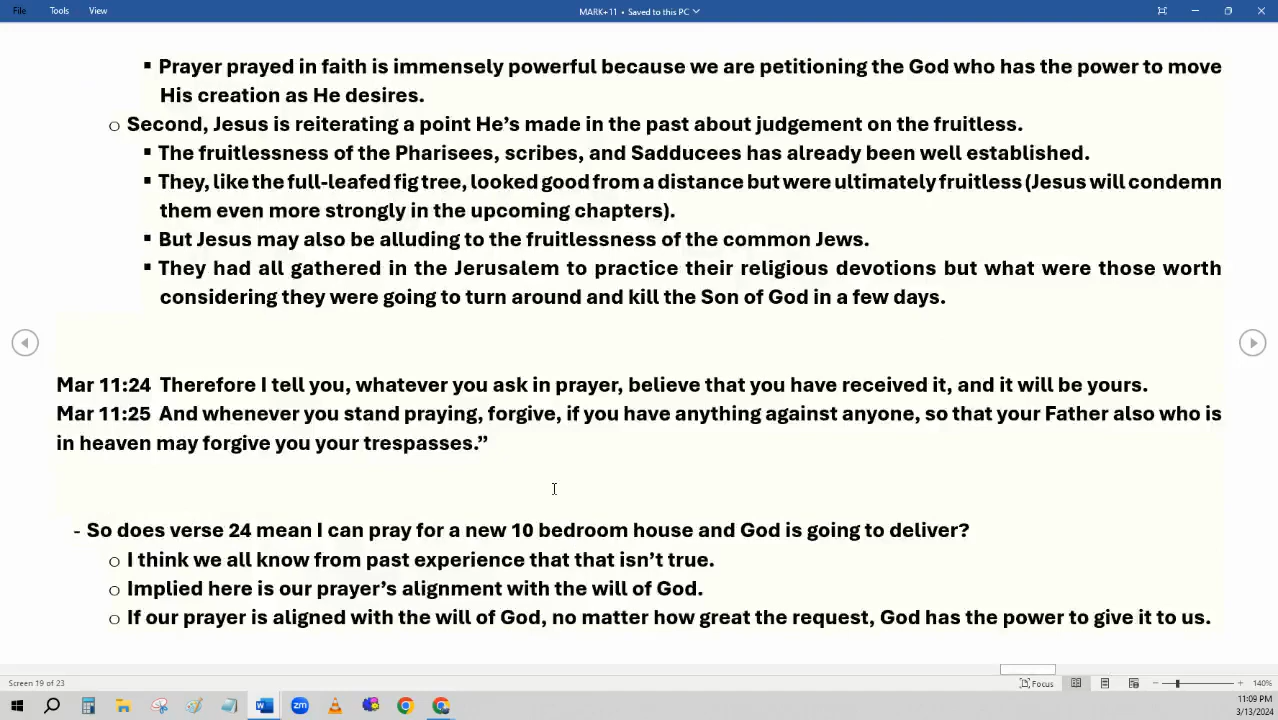 File Tools View MARK+11 • Saved to this PC
▪ Prayer prayed in faith is immensely powerful because we are petitioning the God who has the power to move
His creation as He desires.
o Second, Jesus is reiterating a point He’s made in the past about judgement on the fruitless.
▪ The fruitlessness of the Pharisees, scribes, and Sadducees has already been well established.
▪ They, like the full-leafed fig tree, looked good from a distance but were ultimately fruitless (Jesus will condemn
them even more strongly in the upcoming chapters).
▪ But Jesus may also be alluding to the fruitlessness of the common Jews.
▪ They had all gathered in the Jerusalem to practice their religious devotions but what were those worth
considering they were going to turn around and kill the Son of God in a few days.
Mar 11:24 Therefore I tell you, whatever you ask in prayer, believe that you have received it, and it will be yours.
Mar 11:25 And whenever you stand praying, forgive, if you have anything against anyone, so that your Father also who is
in heaven may forgive you your trespasses.”
- So does verse 24 mean I can pray for a new 10 bedroom house and God is going to deliver?
o I think we all know from past experience that that isn’t true.
o Implied here is our prayer’s alignment with the will of God.
o If our prayer is aligned with the will of God, no matter how great the request, God has the power to give it to us.
Screen 19 of 23 Focus 140%
zm 11:09 PM
3/13/2024